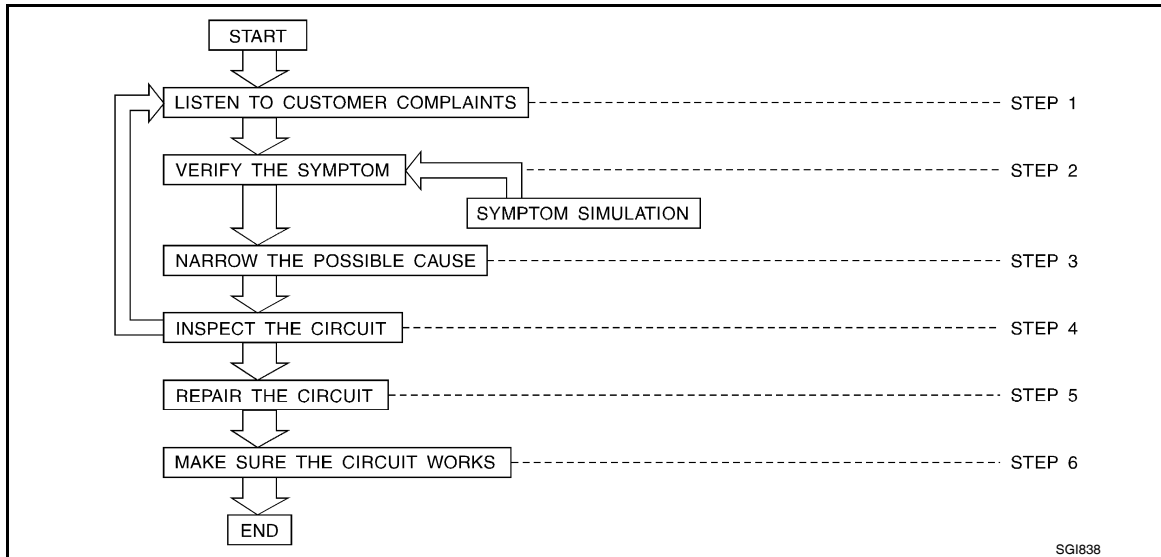 START
LISTEN TO CUSTOMER COMPLAINTS STEP 1
VERIFY THE SYMPTOM STEP 2
SYMPTOM SIMULATION
NARROW THE POSSIBLE CAUSE STEP 3
INSPECT THE CIRCUIT STEP 4
REPAIR THE CIRCUIT STEP 5
MAKE SURE THE CIRCUIT WORKS STEP 6
END
SGI838